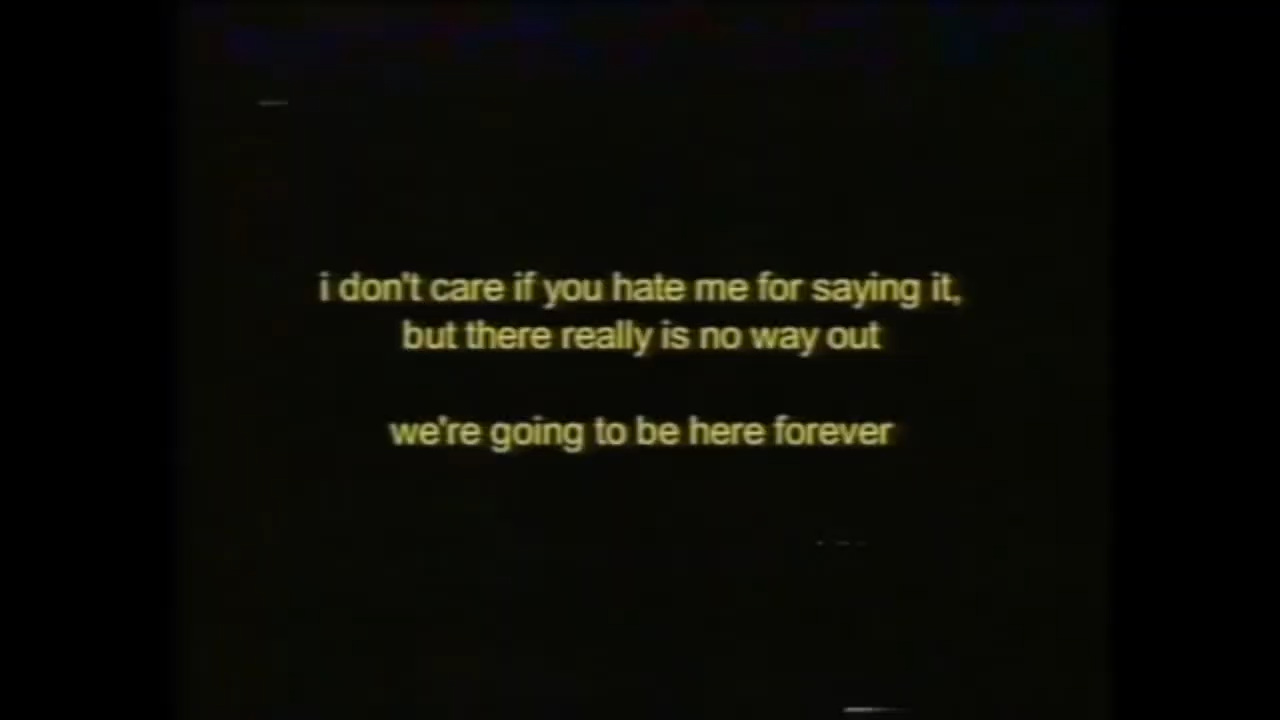 i don't care if you hate me for saying it,
but there really is no way out
we're going to be here forever